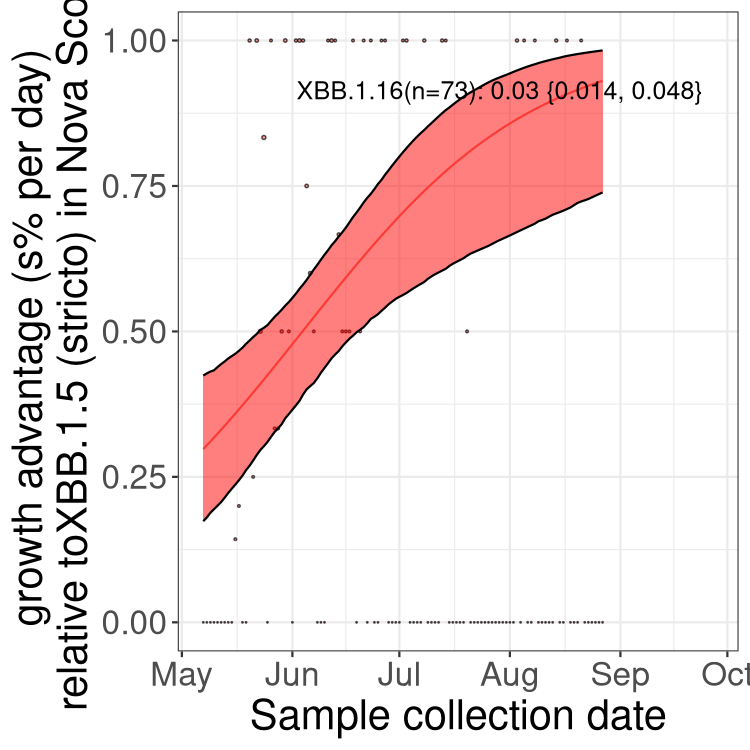 growth advantage (s% per day)
relative toXBB.1.5 (stricto) in Nova Sco
1.00
0.75
0.50
0.25
0.00
XBB.1.16(n=73): 0.03 {0.014, 0.048}
May Jun Jul Aug Sep Oct
Sample collection date